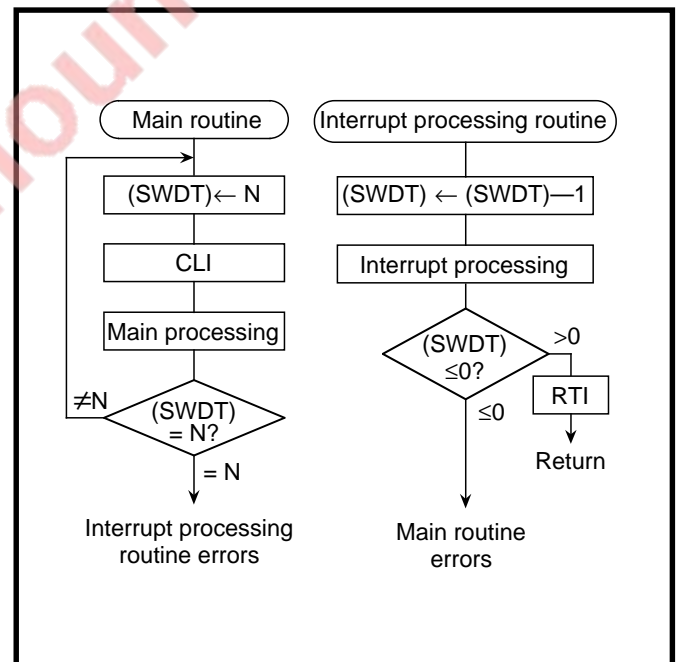 Main routine
(SWDT)← N
CLI
Main processing
≠N
(SWDT)
= N?
= N
Interrupt processing
routine errors
Interrupt processing routine
(SWDT) ← (SWDT)—1
Interrupt processing
(SWDT)
≤0?
>0
RTI
Return
≤0
Main routine
errors